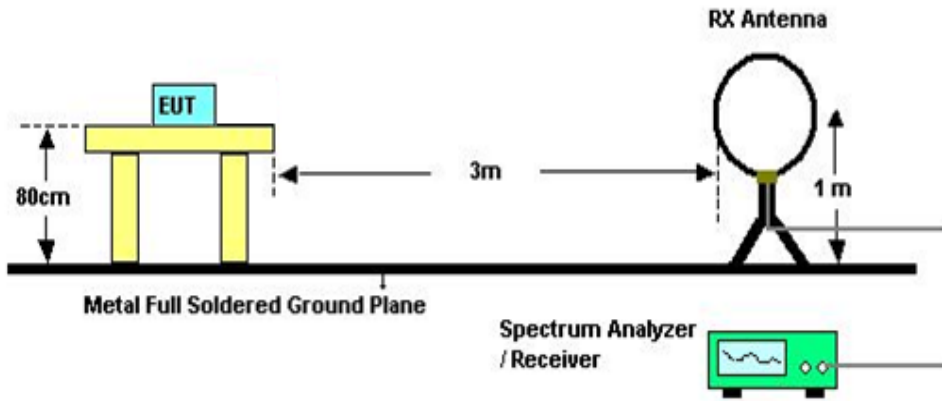 RX Antenna
EUT
3m
80cm
1 m
Metal Full Soldered Ground Plane
Spectrum Analyzer
/ Receiver